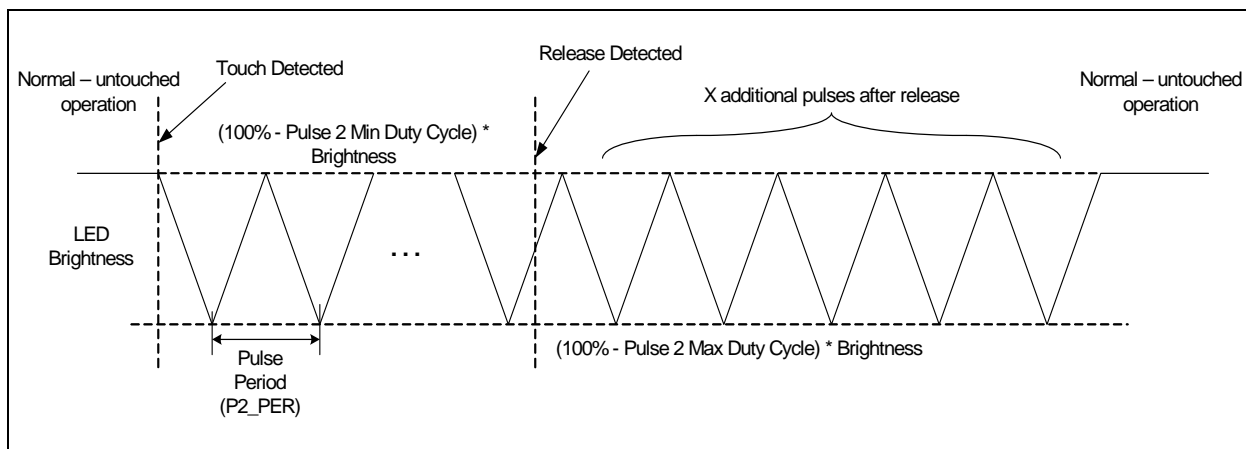 Normal – untouched
operation
Touch Detected
Release Detected
(100% - Pulse 2 Min Duty Cycle) *
Brightness
X additional pulses after release
Normal – untouched
operation
LED
Brightness
. . .
Pulse
Period
(P2_PER)
(100% - Pulse 2 Max Duty Cycle) * Brightness